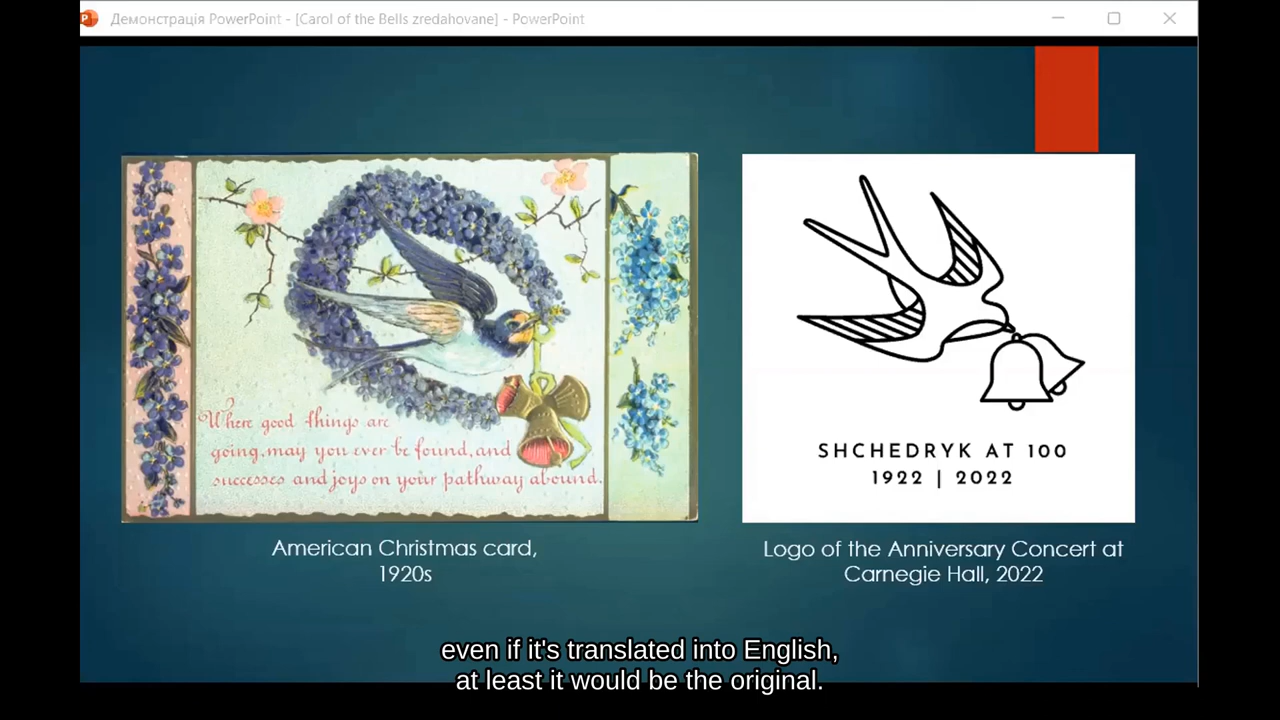 Демонстрація PowerPoint - [Carol of the Bells zredahovane] - PowerPoint
Where good things are
going, may you ever be found, and
successes and joys on your pathway abound.
SHCHEDRYK AT 100
1922 | 2022
American Christmas card,
1920s
Logo of the Anniversary Concert at
Carnegie Hall, 2022
even if it's translated into English,
at least it would be the original.